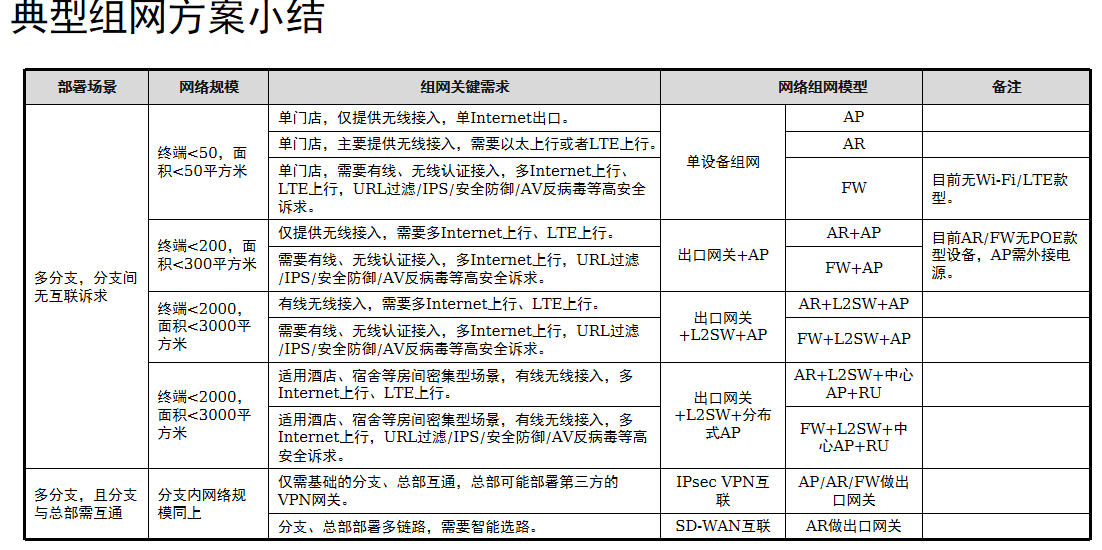 典型组网方案小结
部署场景
网络规模
组网关键需求
网络组网模型
备注
多分支，分支间
无互联诉求
终端<50，面
积<50平方米
单门店，仅提供无线接入，单Internet出口。
单设备组网
AP
单门店，主要提供无线接入，需要以太上行或者LTE上行。
AR
单门店，需要有线、无线认证接入，多Internet上行、
LTE上行，URL过滤/IPS/安全防御/AV反病毒等高安全
诉求。
FW
目前无Wi-Fi/LTE款
型。
终端<200，面
积<300平方米
仅提供无线接入，需要多Internet上行、LTE上行。
出口网关+AP
AR+AP
目前AR/FW无POE款
型设备，AP需外接电
源。
需要有线、无线认证接入，多Internet上行，URL过滤
/IPS/安全防御/AV反病毒等高安全诉求。
FW+AP
终端<2000，
面积<3000平
方米
有线无线接入，需要多Internet上行、LTE上行。
出口网关
+L2SW+AP
AR+L2SW+AP
需要有线、无线认证接入，多Internet上行，URL过滤
/IPS/安全防御/AV反病毒等高安全诉求。
FW+L2SW+AP
终端<2000，
面积<3000平
方米
适用酒店、宿舍等房间密集型场景，有线无线接入，多
Internet上行、LTE上行。
出口网关
+L2SW+分布
式AP
AR+L2SW+中心
AP+RU
适用酒店、宿舍等房间密集型场景，有线无线接入，多
Internet上行，URL过滤/IPS/安全防御/AV反病毒等高
安全诉求。
FW+L2SW+中
心AP+RU
多分支，且分支
与总部需互通
分支内网络规
模同上
仅需基础的分支、总部互通，总部可能部署第三方的
VPN网关。
IPsec VPN互
联
AP/AR/FW做出
口网关
分支、总部部署多链路，需要智能选路。
SD-WAN互联
AR做出口网关